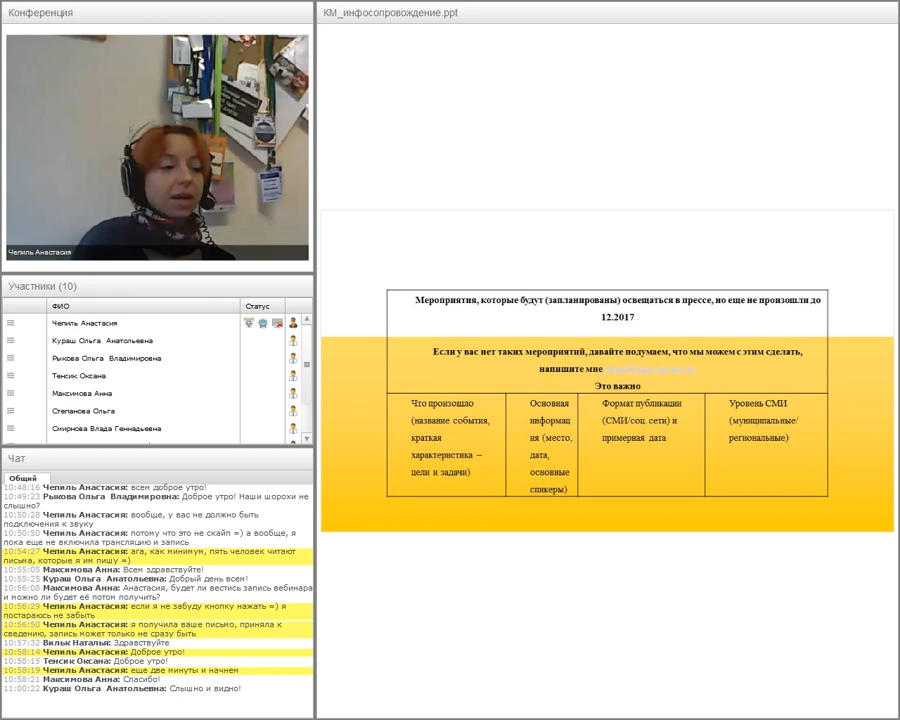 Конференция
Чепиль Анастасия
Участники (10)
ФИО
Статус
Чепиль Анастасия
Кураш Ольга Анатольевна
Рыкова Ольга Владимировна
Тенсик Оксана
Максимова Анна
Степанова Ольга
Смирнова Влада Геннадьевна
Чат
Общий
10:48:16 Чепиль Анастасия: всем доброе утро!
10:49:23 Рыкова Ольга Владимировна: Доброе утро! Наши шорохи не
слышно?
10:50:28 Чепиль Анастасия: вообще, у вас не должно быть
подключения к звуку
10:50:50 Чепиль Анастасия: потому что это не скайп =) а вообще, я
пока еще не включила трансляцию и запись
10:54:27 Чепиль Анастасия: ага, как минимум, пять человек читают
письма, которые я им пишу =)
10:55:05 Максимова Анна: Всем здравствуйте!
10:55:25 Кураш Ольга Анатольевна: Добрый день всем!
10:56:08 Максимова Анна: Анастасия, будет ли вестись запись вебинара
и можно ли будет её потом получить?
10:56:29 Чепиль Анастасия: если я не забуду кнопку нажать =) я
постараюсь не забыть
10:56:50 Чепиль Анастасия: я получила ваше письмо, приняла к
сведению, запись может только не сразу быть
10:57:32 Вильк Наталья: Здравствуйте
10:58:14 Чепиль Анастасия: Доброе утро!
10:58:15 Тенсик Оксана: Доброе утро!
10:58:19 Чепиль Анастасия: еще две минуты и начнем
10:58:21 Максимова Анна: Спасибо!
11:00:22 Кураш Ольга Анатольевна: Слышно и видно!
КМ_инфосопровождение.ppt
Мероприятия, которые будут (запланированы) освещаться в прессе, но еще не произошли до
12.2017
Если у вас нет таких мероприятий, давайте подумаем, что мы можем с этим сделать,
напишите мне
Это важно
Что произошло
(название события,
краткая
характеристика –
цели и задачи)
Основная
информац
ия (место,
дата,
основные
спикеры)
Формат публикации
(СМИ/соц. сети) и
примерная дата
Уровень СМИ
(муниципальные/
региональные)